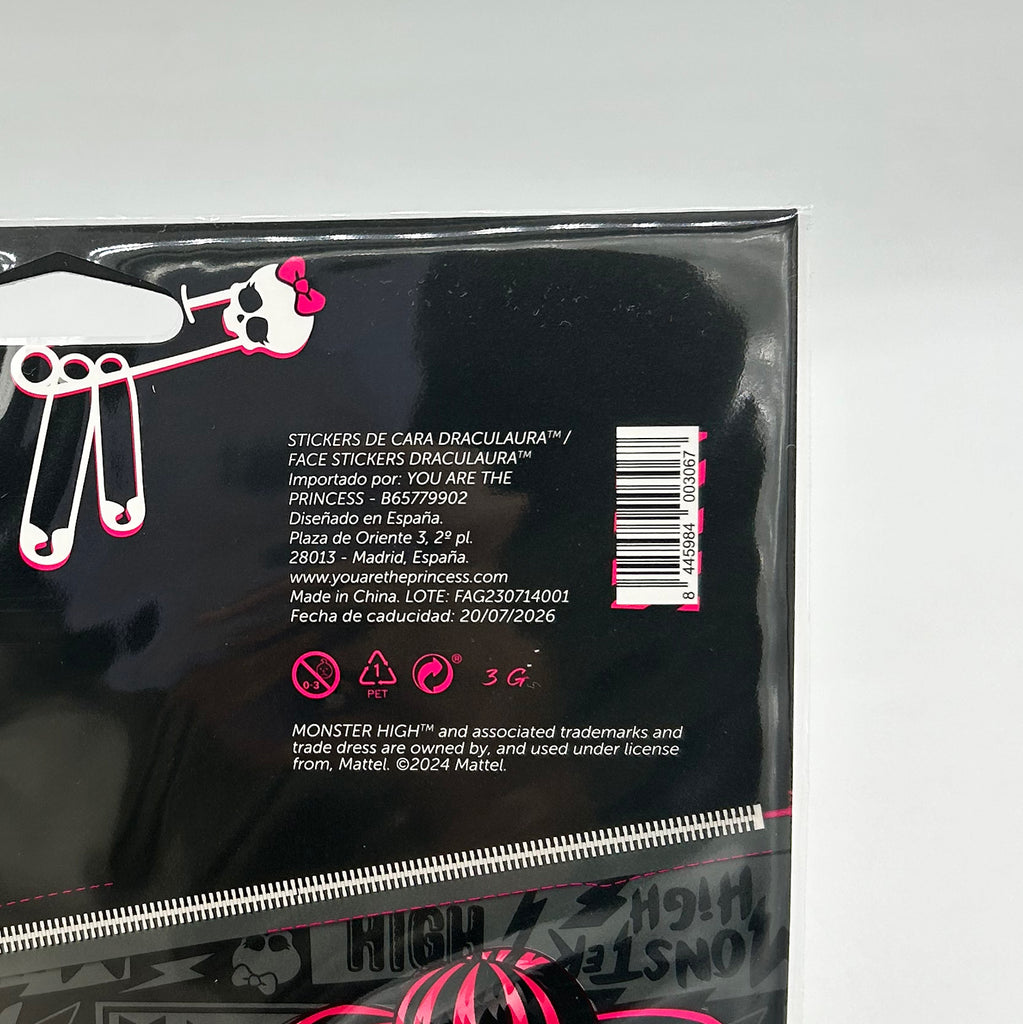 STICKERS DE CARA DRACULAURA™ /
FACE STICKERS DRACULAURA™
Importado por: YOU ARE THE
PRINCESS - B65779902
Diseñado en España.
Plaza de Oriente 3, 2º pl.
28013 - Madrid, España.
www.youaretheprincess.com
Made in China. LOTE: FAG230714001
Fecha de caducidad: 20/07/2026
8 445984 003067
0-3
1
PET
®
3 G
MONSTER HIGH™ and associated trademarks and
trade dress are owned by, and used under license
from, Mattel. ©2024 Mattel.
HIGH
MONSTER
HIGH